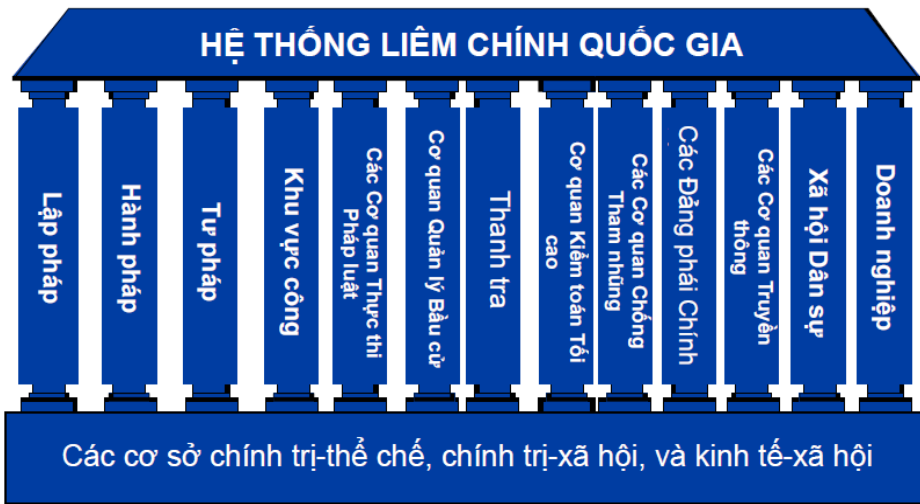 HỆ THỐNG LIÊM CHÍNH QUỐC GIA
Lập pháp
Hành pháp
Tư pháp
Khu vực công
Các Cơ quan Thực thi
Pháp luật
Cơ quan Quản lý Bầu cử
Thanh tra
Cơ quan Kiểm toán Tối
cao
Các Cơ quan Chống
Tham nhũng
Các Đảng phái Chính
Các Cơ quan Truyền
thông
Xã hội Dân sự
Doanh nghiệp
Các cơ sở chính trị-thể chế, chính trị-xã hội, và kinh tế-xã hội